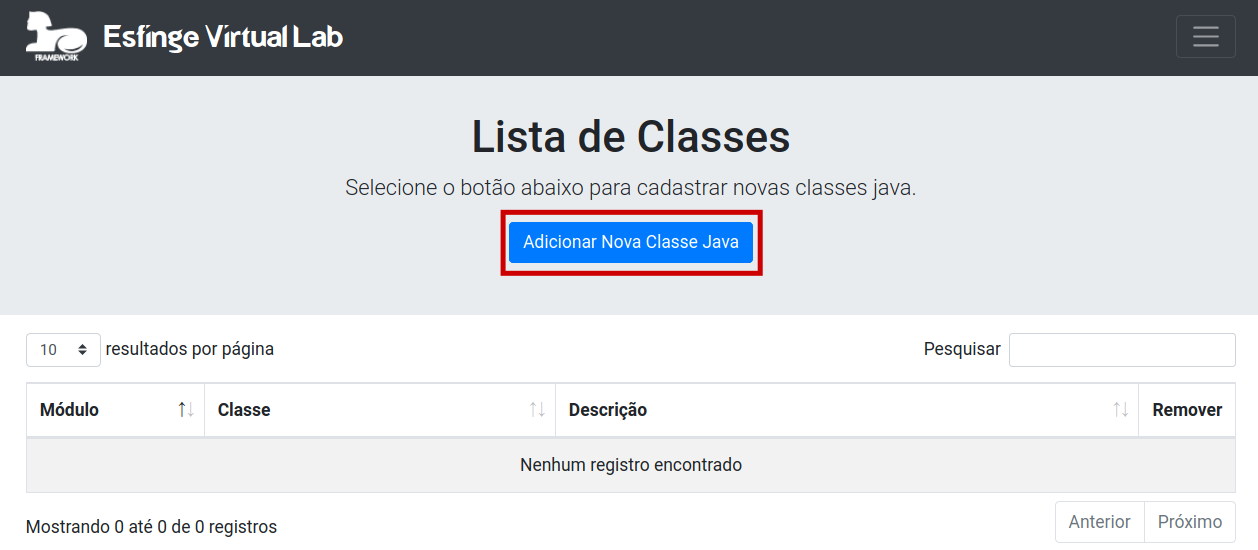 FRAMEWORK
Esfinge Virtual Lab
Lista de Classes
Selecione o botão abaixo para cadastrar novas classes java.
Adicionar Nova Classe Java
10 resultados por página
Pesquisar
Módulo Classe Descrição Remover
Nenhum registro encontrado
Mostrando 0 até 0 de 0 registros
Anterior Próximo